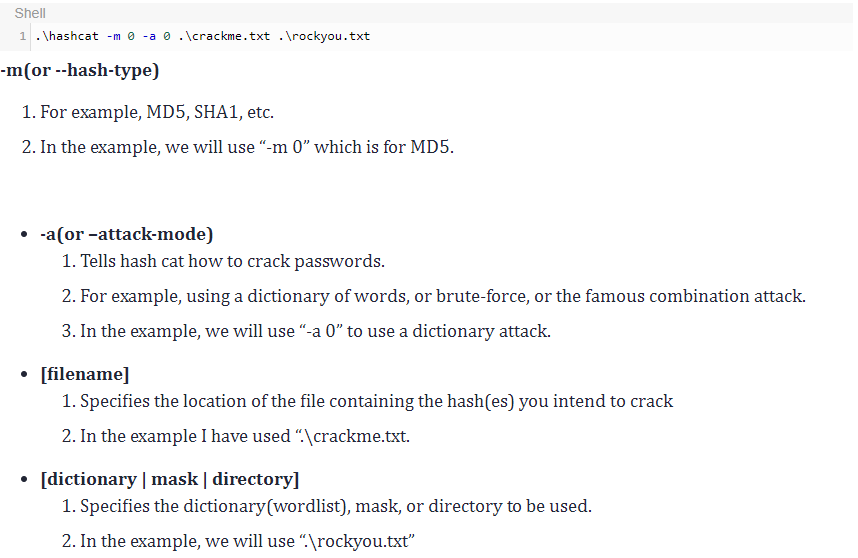 Shell
1 .\hashcat -m 0 -a 0 .\crackme.txt .\rockyou.txt
-m(or --hash-type)
1. For example, MD5, SHA1, etc.
2. In the example, we will use “-m 0” which is for MD5.
• -a(or –attack-mode)
1. Tells hash cat how to crack passwords.
2. For example, using a dictionary of words, or brute-force, or the famous combination attack.
3. In the example, we will use “-a 0” to use a dictionary attack.
• [filename]
1. Specifies the location of the file containing the hash(es) you intend to crack
2. In the example I have used “.\crackme.txt.
• [dictionary | mask | directory]
1. Specifies the dictionary(wordlist), mask, or directory to be used.
2. In the example, we will use “.\rockyou.txt”